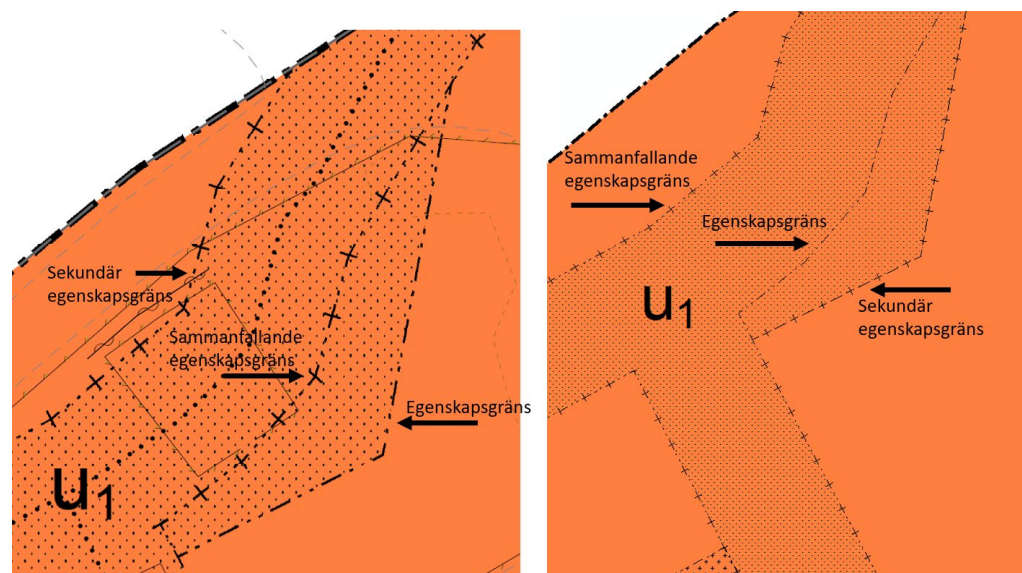 Sekundär
egenskapsgräns
Sammanfallande
egenskapsgräns
Egenskapsgräns
u1
Sammanfallande
egenskapsgräns
Egenskapsgräns
u1
Sekundär
egenskapsgräns